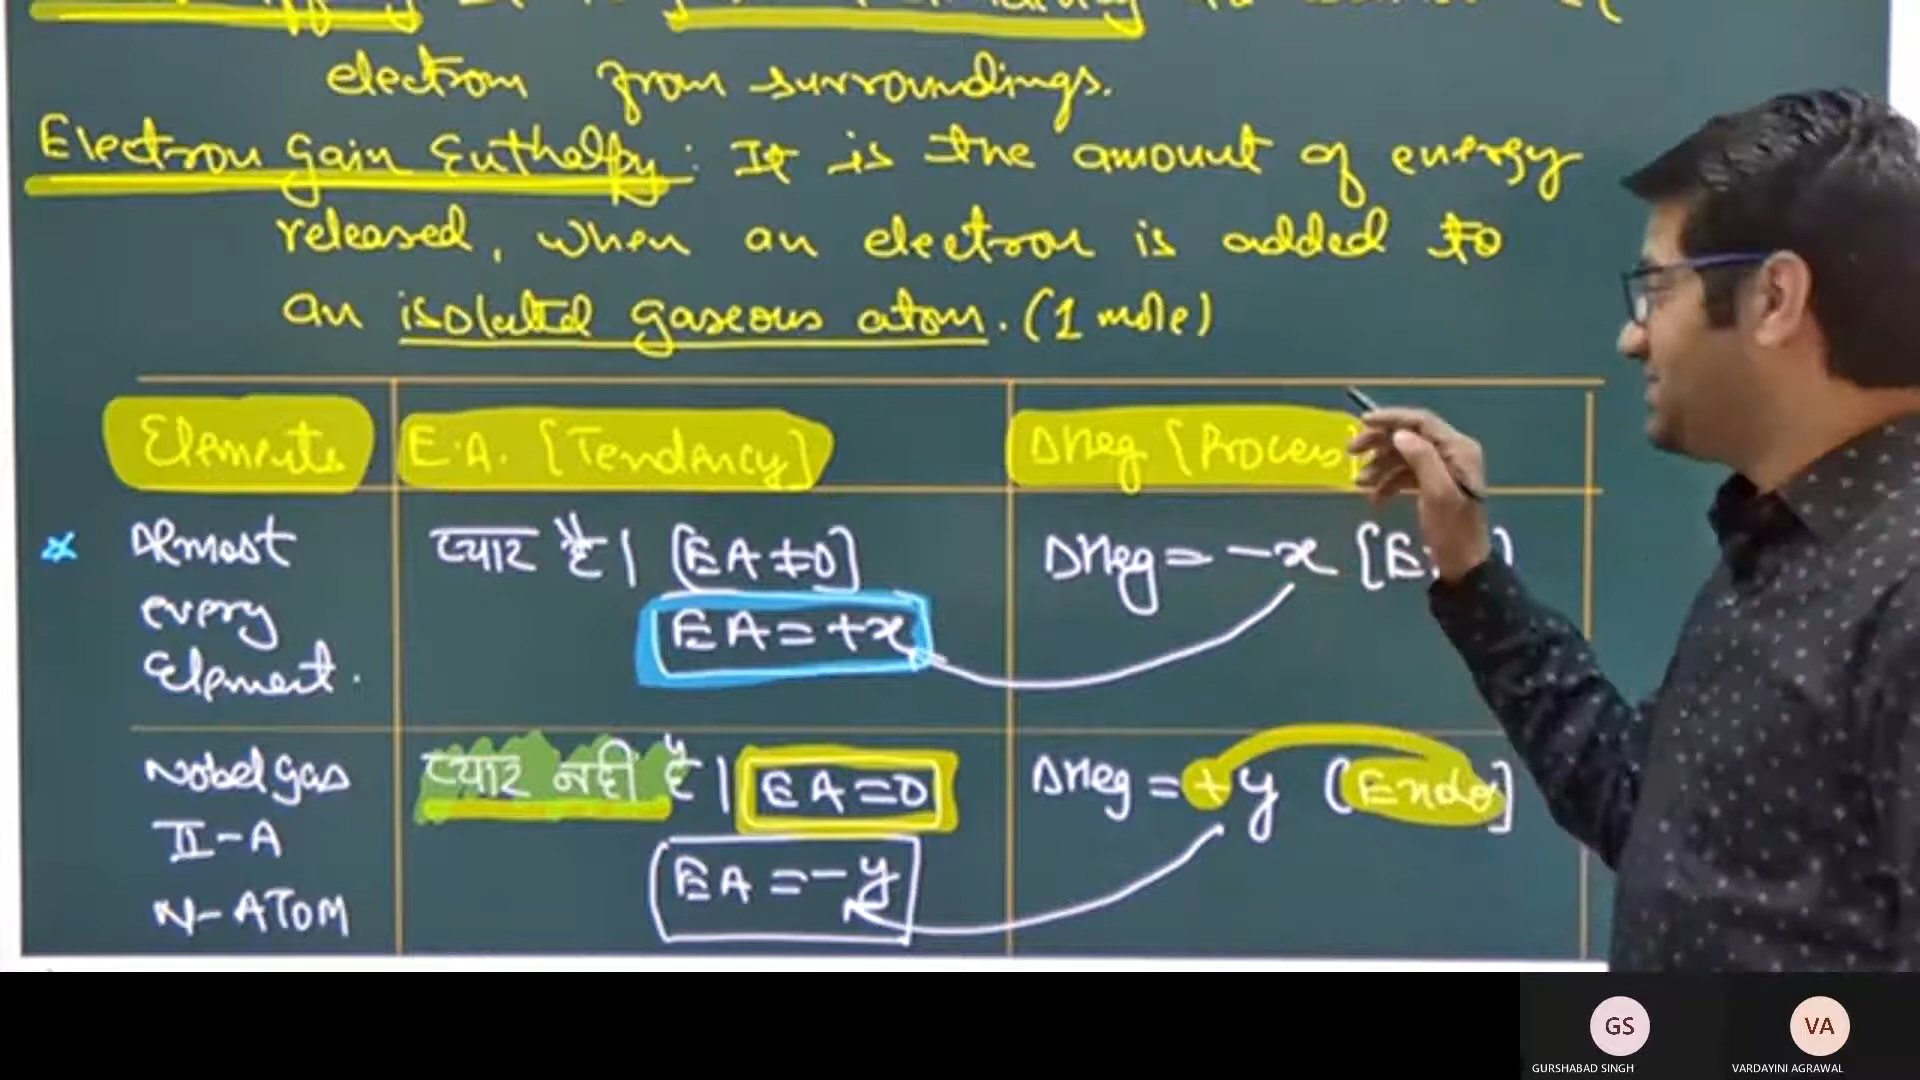 electron from surroundings.
Electron Gain Enthalpy: It is the amount of energy
released, when an electron is added to
an isolated gaseous atom. (1 mole)
Elements E.A. [Tendency] ΔHeg [Process]
Almost every Element.
प्यार है। [EA≠0]
EA=+x
ΔHeg = -x
Nobel gas
II-A
N-ATOM
प्यार नहीं है। EA=0
EA=-y
ΔHeg = +y (Endo]
GS VA
GURSHABAD SINGH VARDAYINI AGRAWAL